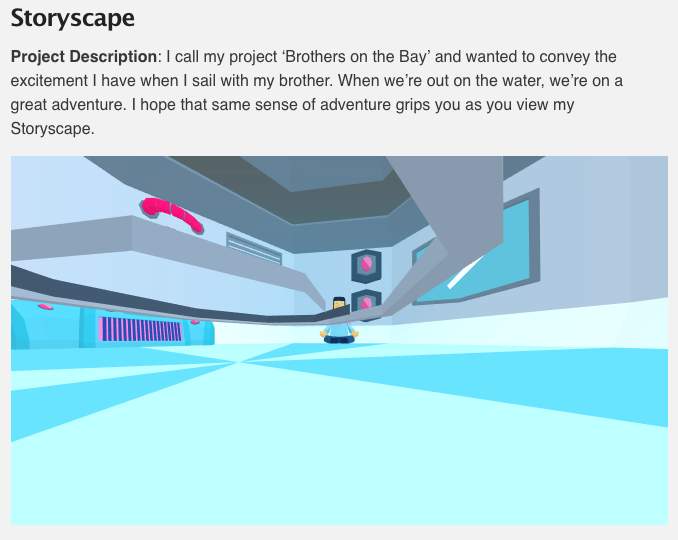 Storyscape
Project Description: I call my project ‘Brothers on the Bay’ and wanted to convey the
excitement I have when I sail with my brother. When we’re out on the water, we’re on a
great adventure. I hope that same sense of adventure grips you as you view my
Storyscape.